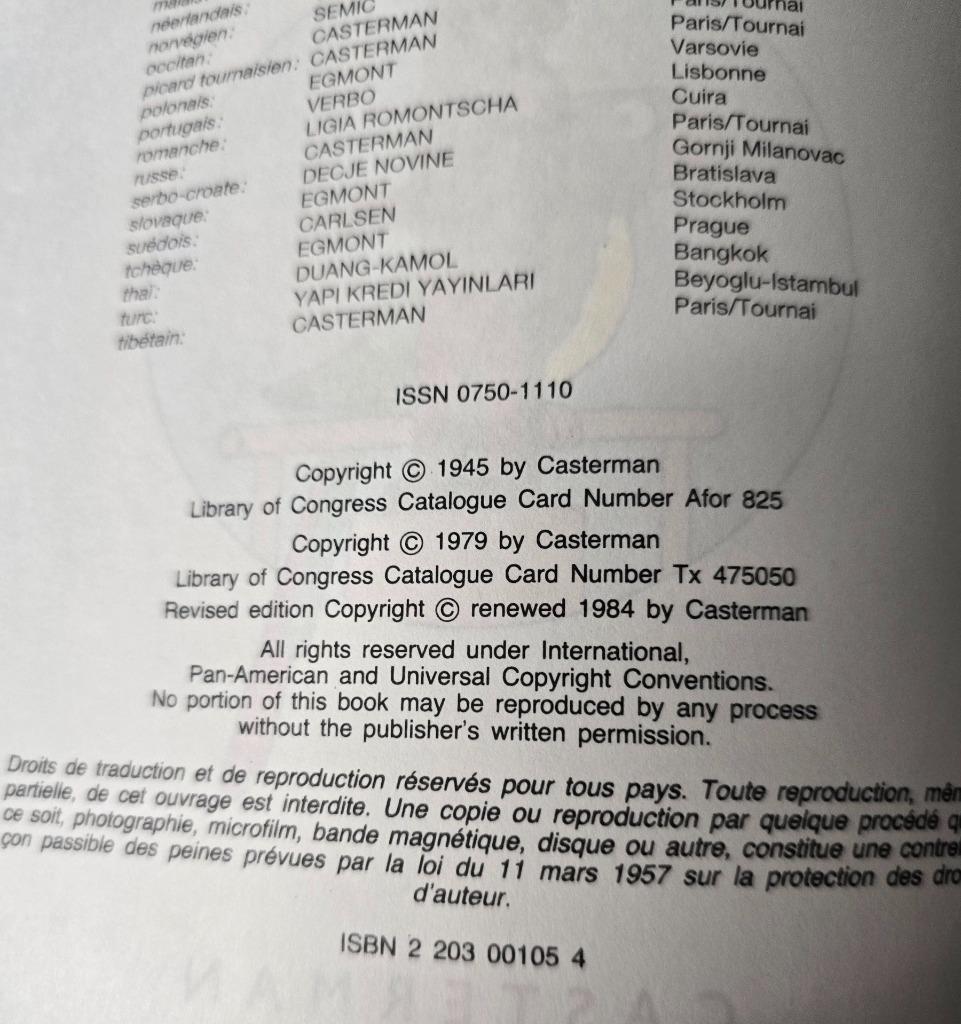 néerlandais:
norvégien: SEMIC
occitan: CASTERMAN Paris/Tournai
picard tournaisien: CASTERMAN Paris/Tournai
polonais: EGMONT Varsovie
portugais: VERBO Lisbonne
romanche: LIGIA ROMONTSCHA Cuira
russe: CASTERMAN Paris/Tournai
serbo-croate: DECJE NOVINE Gornji Milanovac
slovaque: EGMONT Bratislava
suédois: CARLSEN Stockholm
tchèque: EGMONT Prague
thaï: DUANG-KAMOL Bangkok
turc: YAPI KREDI YAYINLARI Beyoglu-Istambul
tibétain: CASTERMAN Paris/Tournai
ISSN 0750-1110
Copyright © 1945 by Casterman
Library of Congress Catalogue Card Number Afor 825
Copyright © 1979 by Casterman
Library of Congress Catalogue Card Number Tx 475050
Revised edition Copyright © renewed 1984 by Casterman
All rights reserved under International,
Pan-American and Universal Copyright Conventions.
No portion of this book may be reproduced by any process
without the publisher's written permission.
Droits de traduction et de reproduction réservés pour tous pays. Toute reproduction, mêm
partielle, de cet ouvrage est interdite. Une copie ou reproduction par quelque procédé q
ce soit, photographie, microfilm, bande magnétique, disque ou autre, constitue une contre
çon passible des peines prévues par la loi du 11 mars 1957 sur la protection des dro
d'auteur.
ISBN 2 203 00105 4